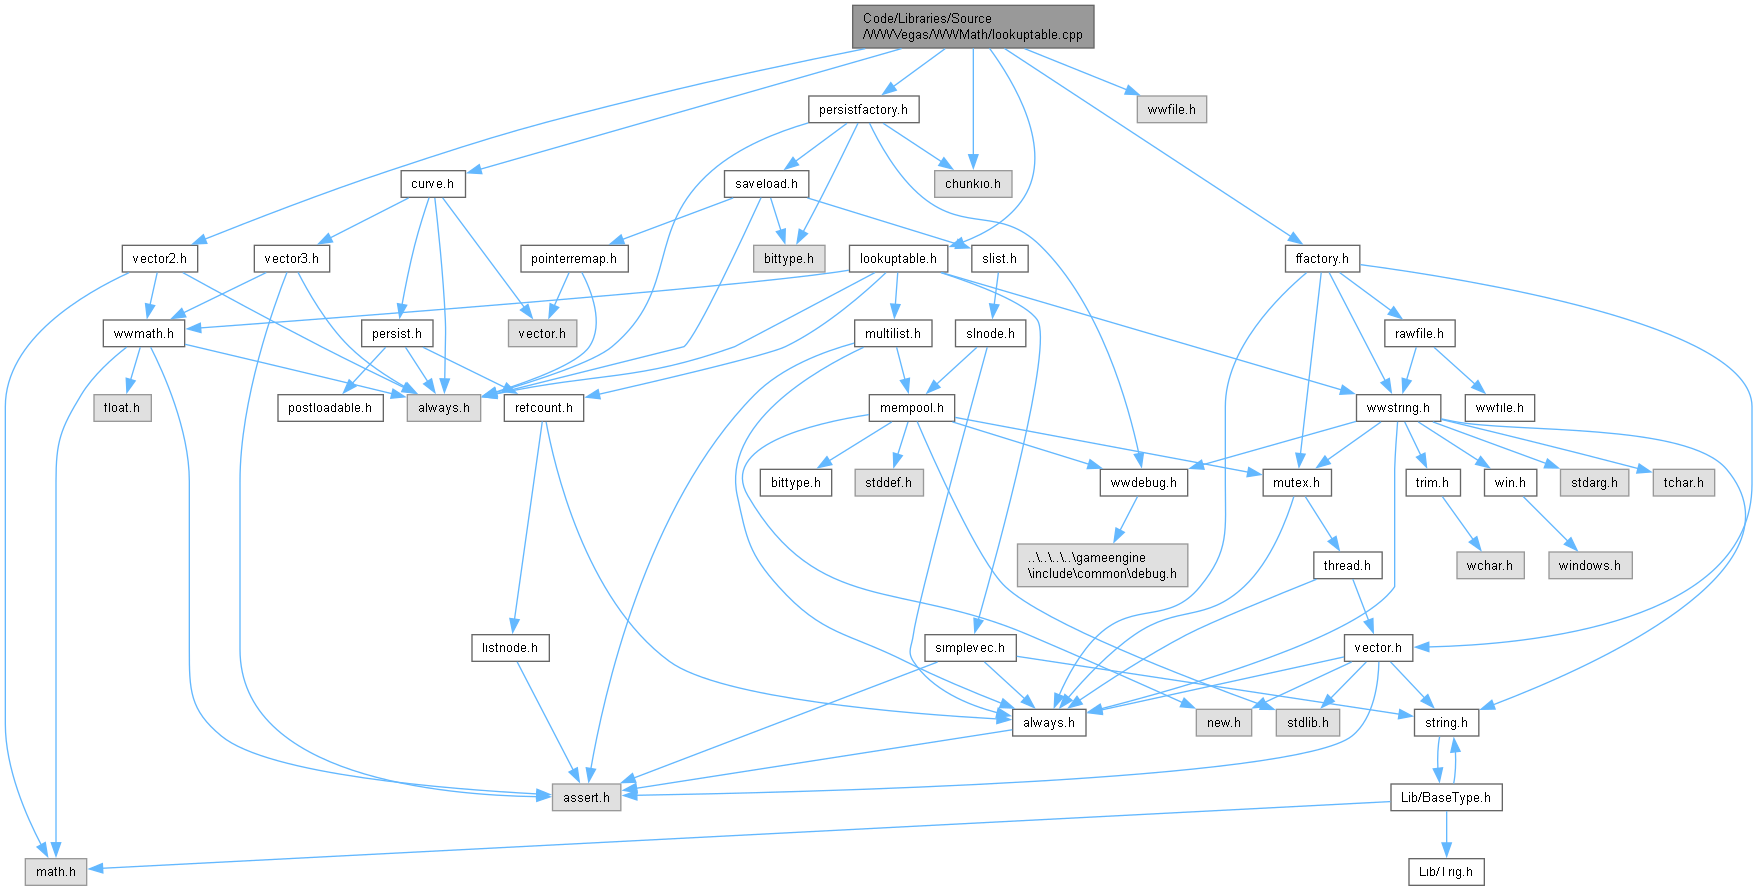 Code/Libraries/Source
/WWVegas/WWMath/lookuptable.cpp
persistfactory.h
wwfile.h
curve.h
saveload.h
chunkio.h
vector2.h
vector3.h
pointerremap.h
bittype.h
lookuptable.h
slist.h
ffactory.h
wwmath.h
persist.h
vector.h
multilist.h
slnode.h
rawfile.h
float.h
postloadable.h
always.h
refcount.h
mempool.h
wwstring.h
wwfile.h
bittype.h
stddef.h
wwdebug.h
mutex.h
trim.h
win.h
stdarg.h
tchar.h
..\..\..\..\gameengine
\include\common\debug.h
thread.h
wchar.h
windows.h
listnode.h
simplevec.h
vector.h
always.h
new.h
stdlib.h
string.h
assert.h
Lib/BaseType.h
math.h
Lib/Trig.h